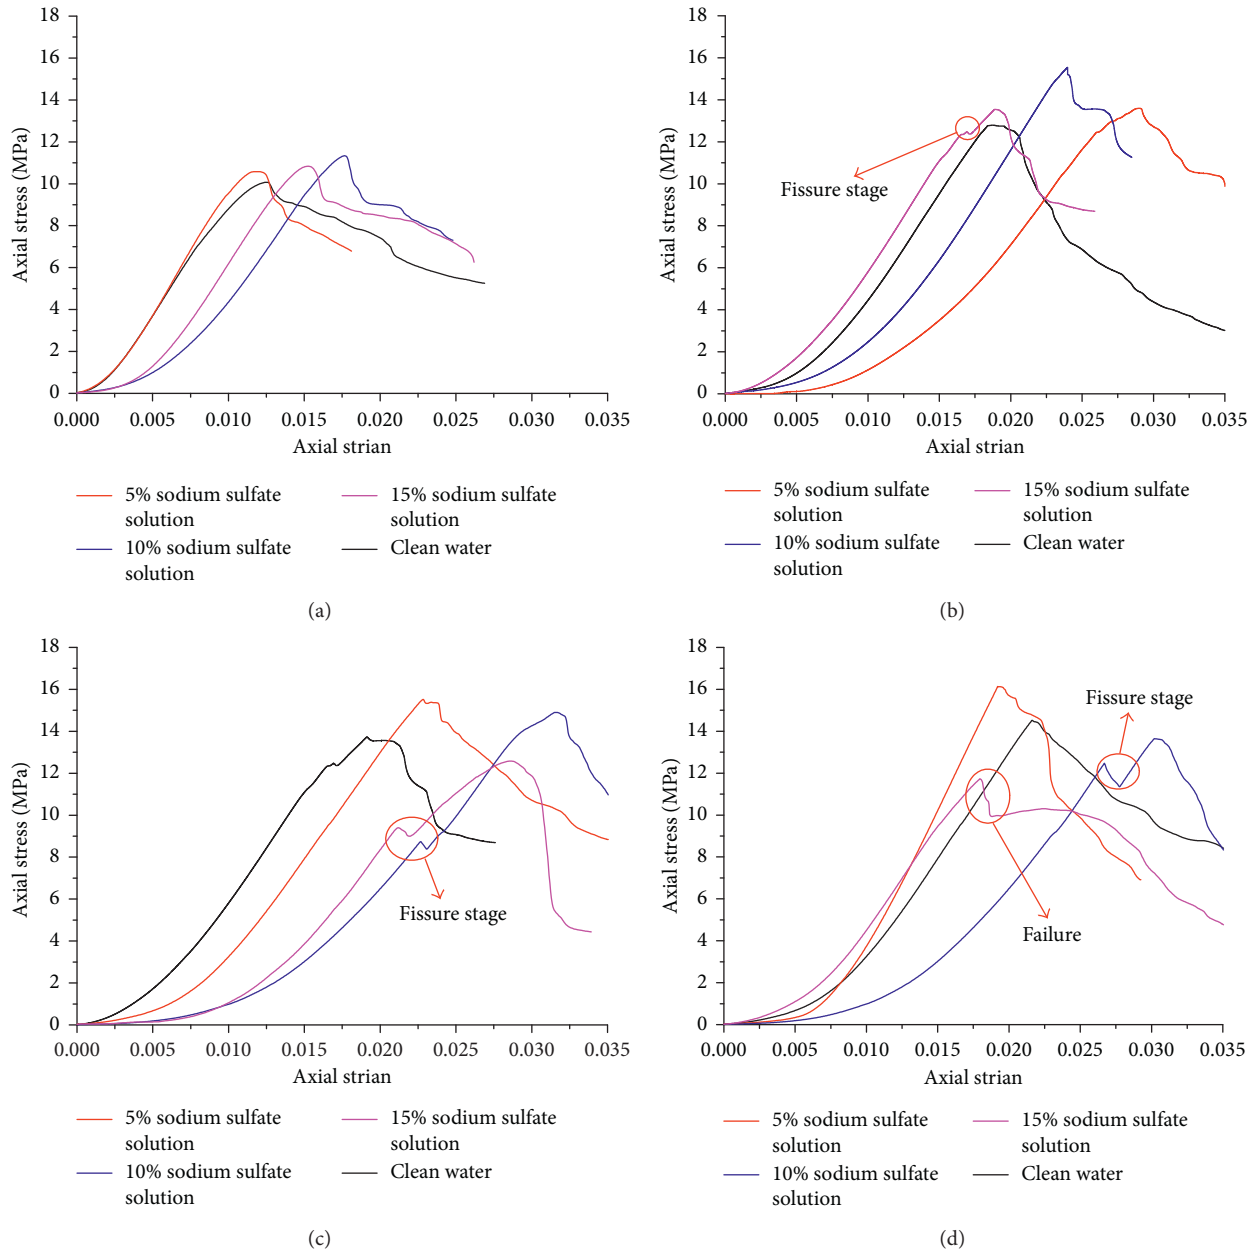 18
16
14
12
10
8
6
4
2
0
Axial stress (MPa)
0.000 0.005 0.010 0.015 0.020 0.025 0.030 0.035
Axial strian
5% sodium sulfate
solution
10% sodium sulfate
solution
15% sodium sulfate
solution
Clean water
(a)
18
16
14
12
10
8
6
4
2
0
Axial stress (MPa)
Fissure stage
0.000 0.005 0.010 0.015 0.020 0.025 0.030 0.035
Axial strian
5% sodium sulfate
solution
10% sodium sulfate
solution
15% sodium sulfate
solution
Clean water
(b)
18
16
14
12
10
8
6
4
2
0
Axial stress (MPa)
Fissure stage
0.000 0.005 0.010 0.015 0.020 0.025 0.030 0.035
Axial strian
5% sodium sulfate
solution
10% sodium sulfate
solution
15% sodium sulfate
solution
Clean water
(c)
18
16
14
12
10
8
6
4
2
0
Axial stress (MPa)
Fissure stage
Failure
0.000 0.005 0.010 0.015 0.020 0.025 0.030 0.035
Axial strian
5% sodium sulfate
solution
10% sodium sulfate
solution
15% sodium sulfate
solution
Clean water
(d)